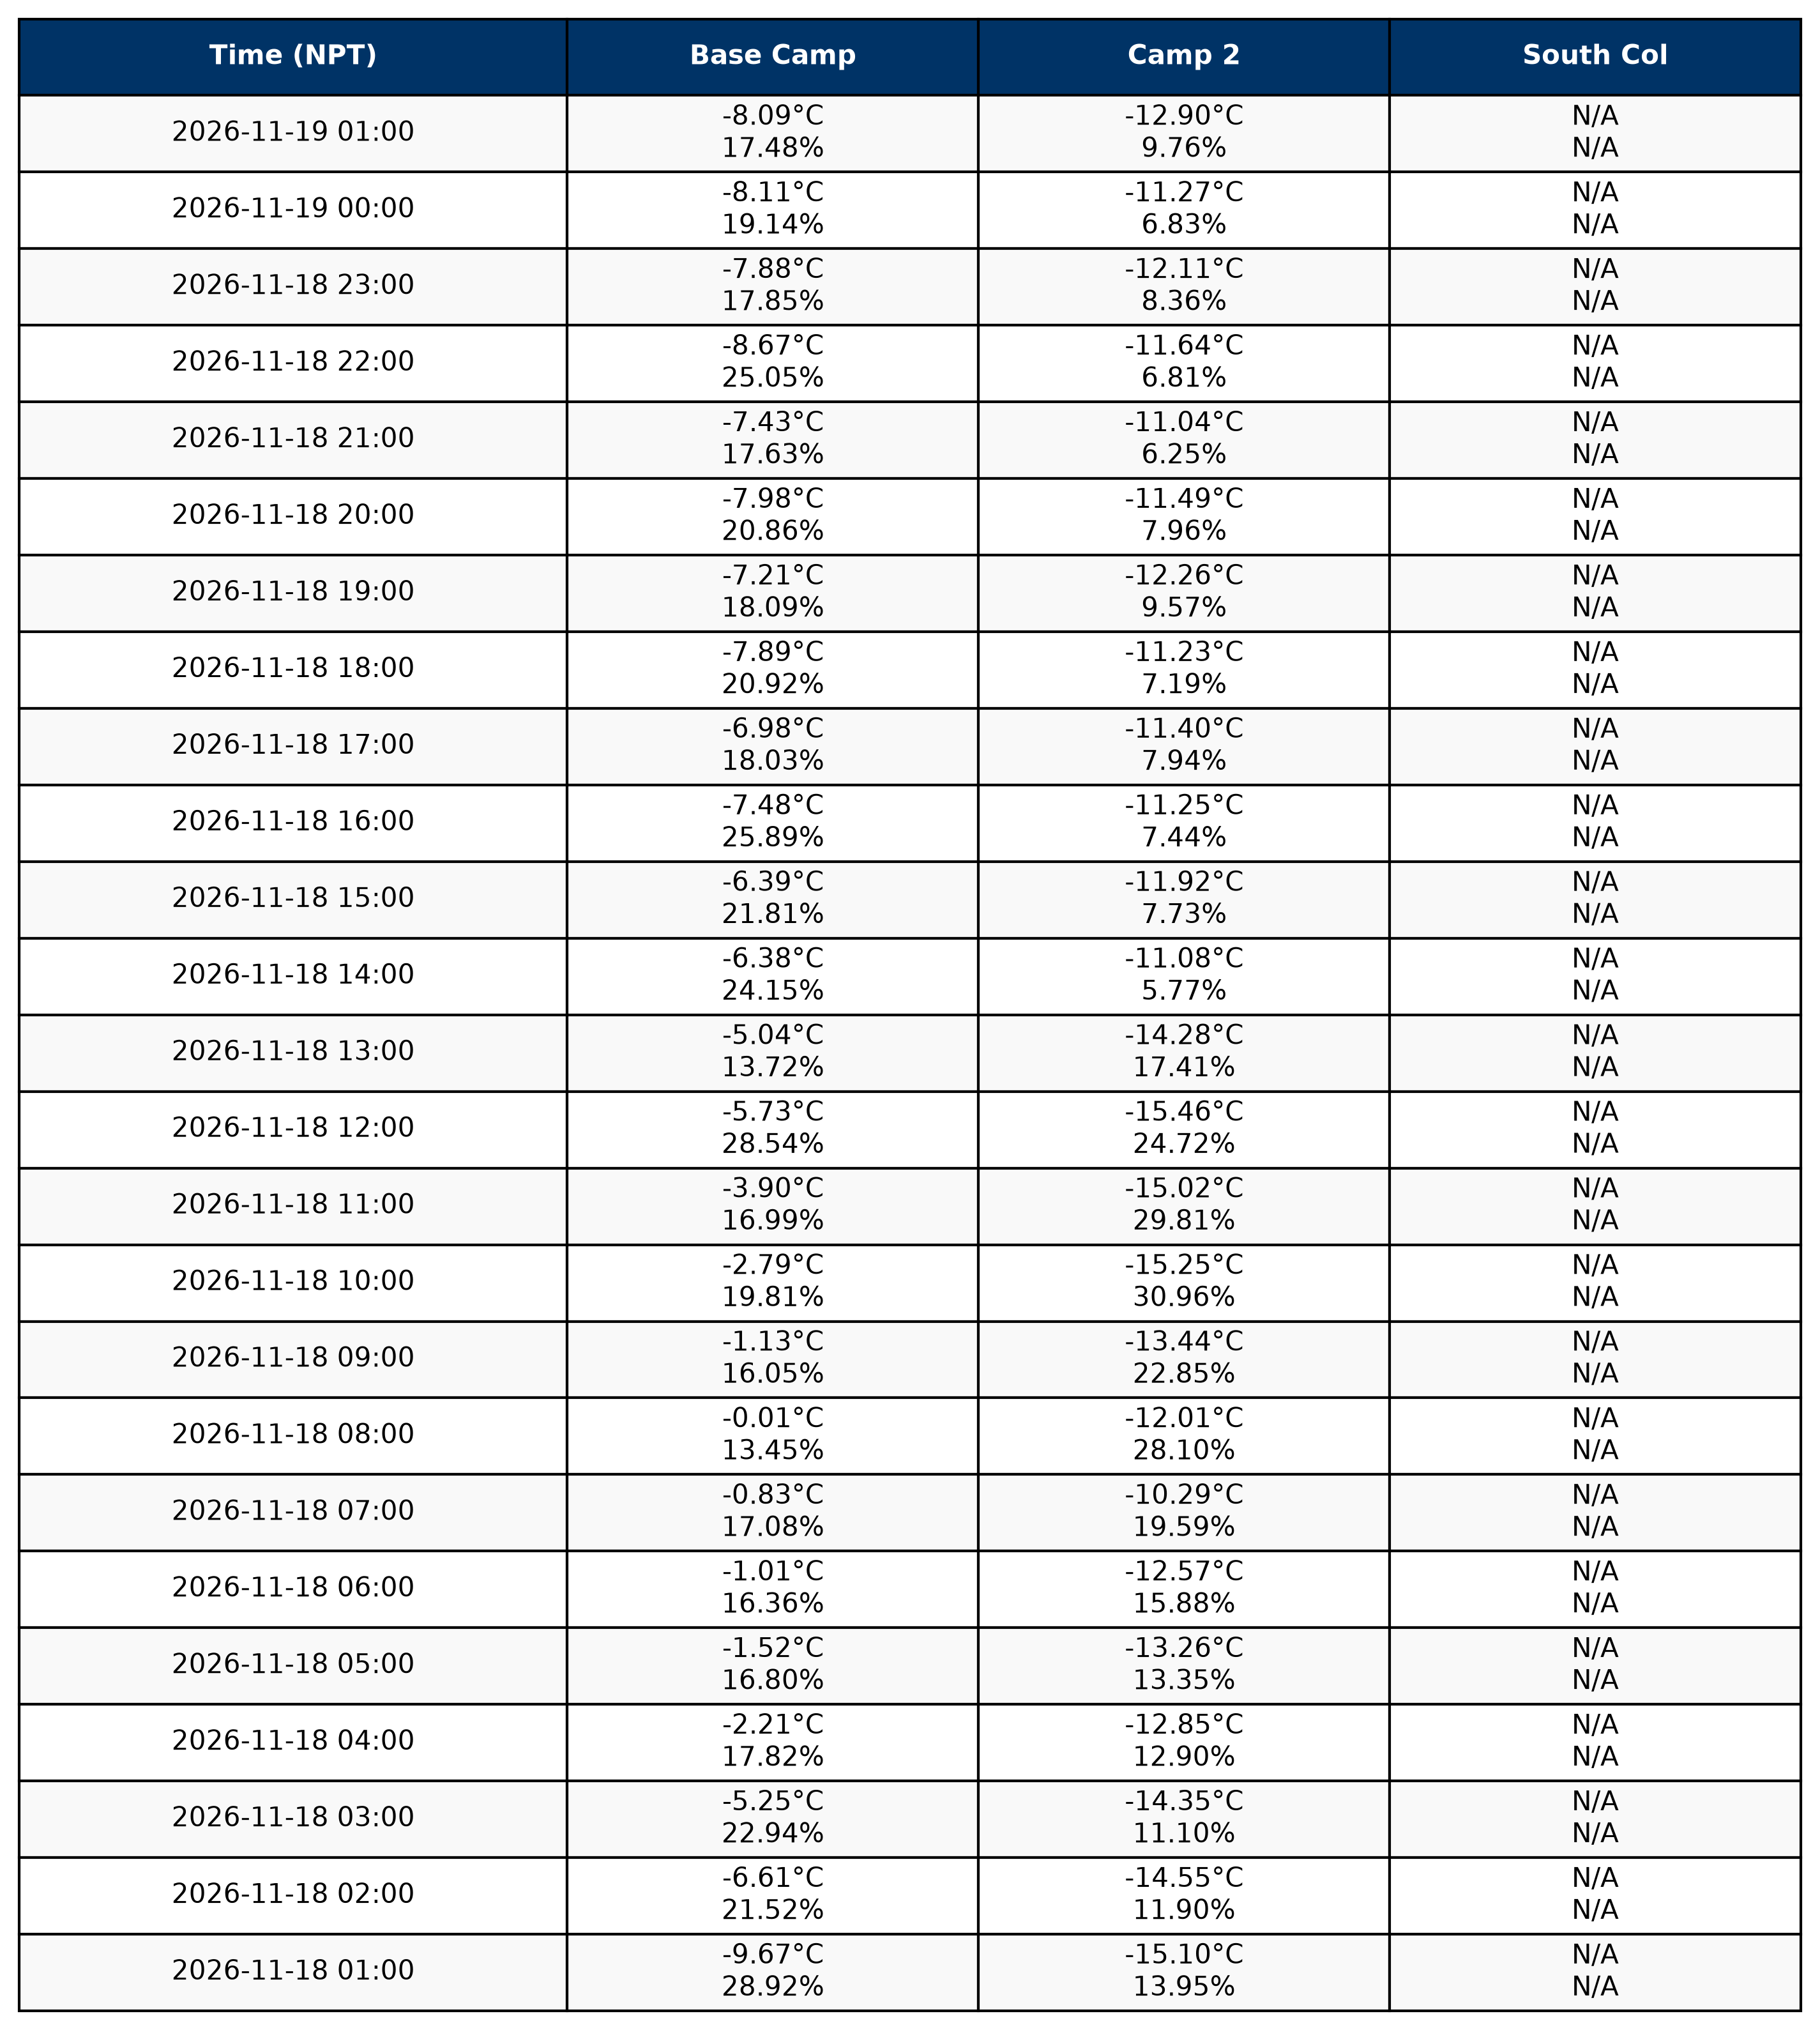 Time (NPT) Base Camp Camp 2 South Col
2026-11-19 01:00 -8.09°C -12.90°C N/A
17.48% 9.76% N/A
2026-11-19 00:00 -8.11°C -11.27°C N/A
19.14% 6.83% N/A
2026-11-18 23:00 -7.88°C -12.11°C N/A
17.85% 8.36% N/A
2026-11-18 22:00 -8.67°C -11.64°C N/A
25.05% 6.81% N/A
2026-11-18 21:00 -7.43°C -11.04°C N/A
17.63% 6.25% N/A
2026-11-18 20:00 -7.98°C -11.49°C N/A
20.86% 7.96% N/A
2026-11-18 19:00 -7.21°C -12.26°C N/A
18.09% 9.57% N/A
2026-11-18 18:00 -7.89°C -11.23°C N/A
20.92% 7.19% N/A
2026-11-18 17:00 -6.98°C -11.40°C N/A
18.03% 7.94% N/A
2026-11-18 16:00 -7.48°C -11.25°C N/A
25.89% 7.44% N/A
2026-11-18 15:00 -6.39°C -11.92°C N/A
21.81% 7.73% N/A
2026-11-18 14:00 -6.38°C -11.08°C N/A
24.15% 5.77% N/A
2026-11-18 13:00 -5.04°C -14.28°C N/A
13.72% 17.41% N/A
2026-11-18 12:00 -5.73°C -15.46°C N/A
28.54% 24.72% N/A
2026-11-18 11:00 -3.90°C -15.02°C N/A
16.99% 29.81% N/A
2026-11-18 10:00 -2.79°C -15.25°C N/A
19.81% 30.96% N/A
2026-11-18 09:00 -1.13°C -13.44°C N/A
16.05% 22.85% N/A
2026-11-18 08:00 -0.01°C -12.01°C N/A
13.45% 28.10% N/A
2026-11-18 07:00 -0.83°C -10.29°C N/A
17.08% 19.59% N/A
2026-11-18 06:00 -1.01°C -12.57°C N/A
16.36% 15.88% N/A
2026-11-18 05:00 -1.52°C -13.26°C N/A
16.80% 13.35% N/A
2026-11-18 04:00 -2.21°C -12.85°C N/A
17.82% 12.90% N/A
2026-11-18 03:00 -5.25°C -14.35°C N/A
22.94% 11.10% N/A
2026-11-18 02:00 -6.61°C -14.55°C N/A
21.52% 11.90% N/A
2026-11-18 01:00 -9.67°C -15.10°C N/A
28.92% 13.95% N/A